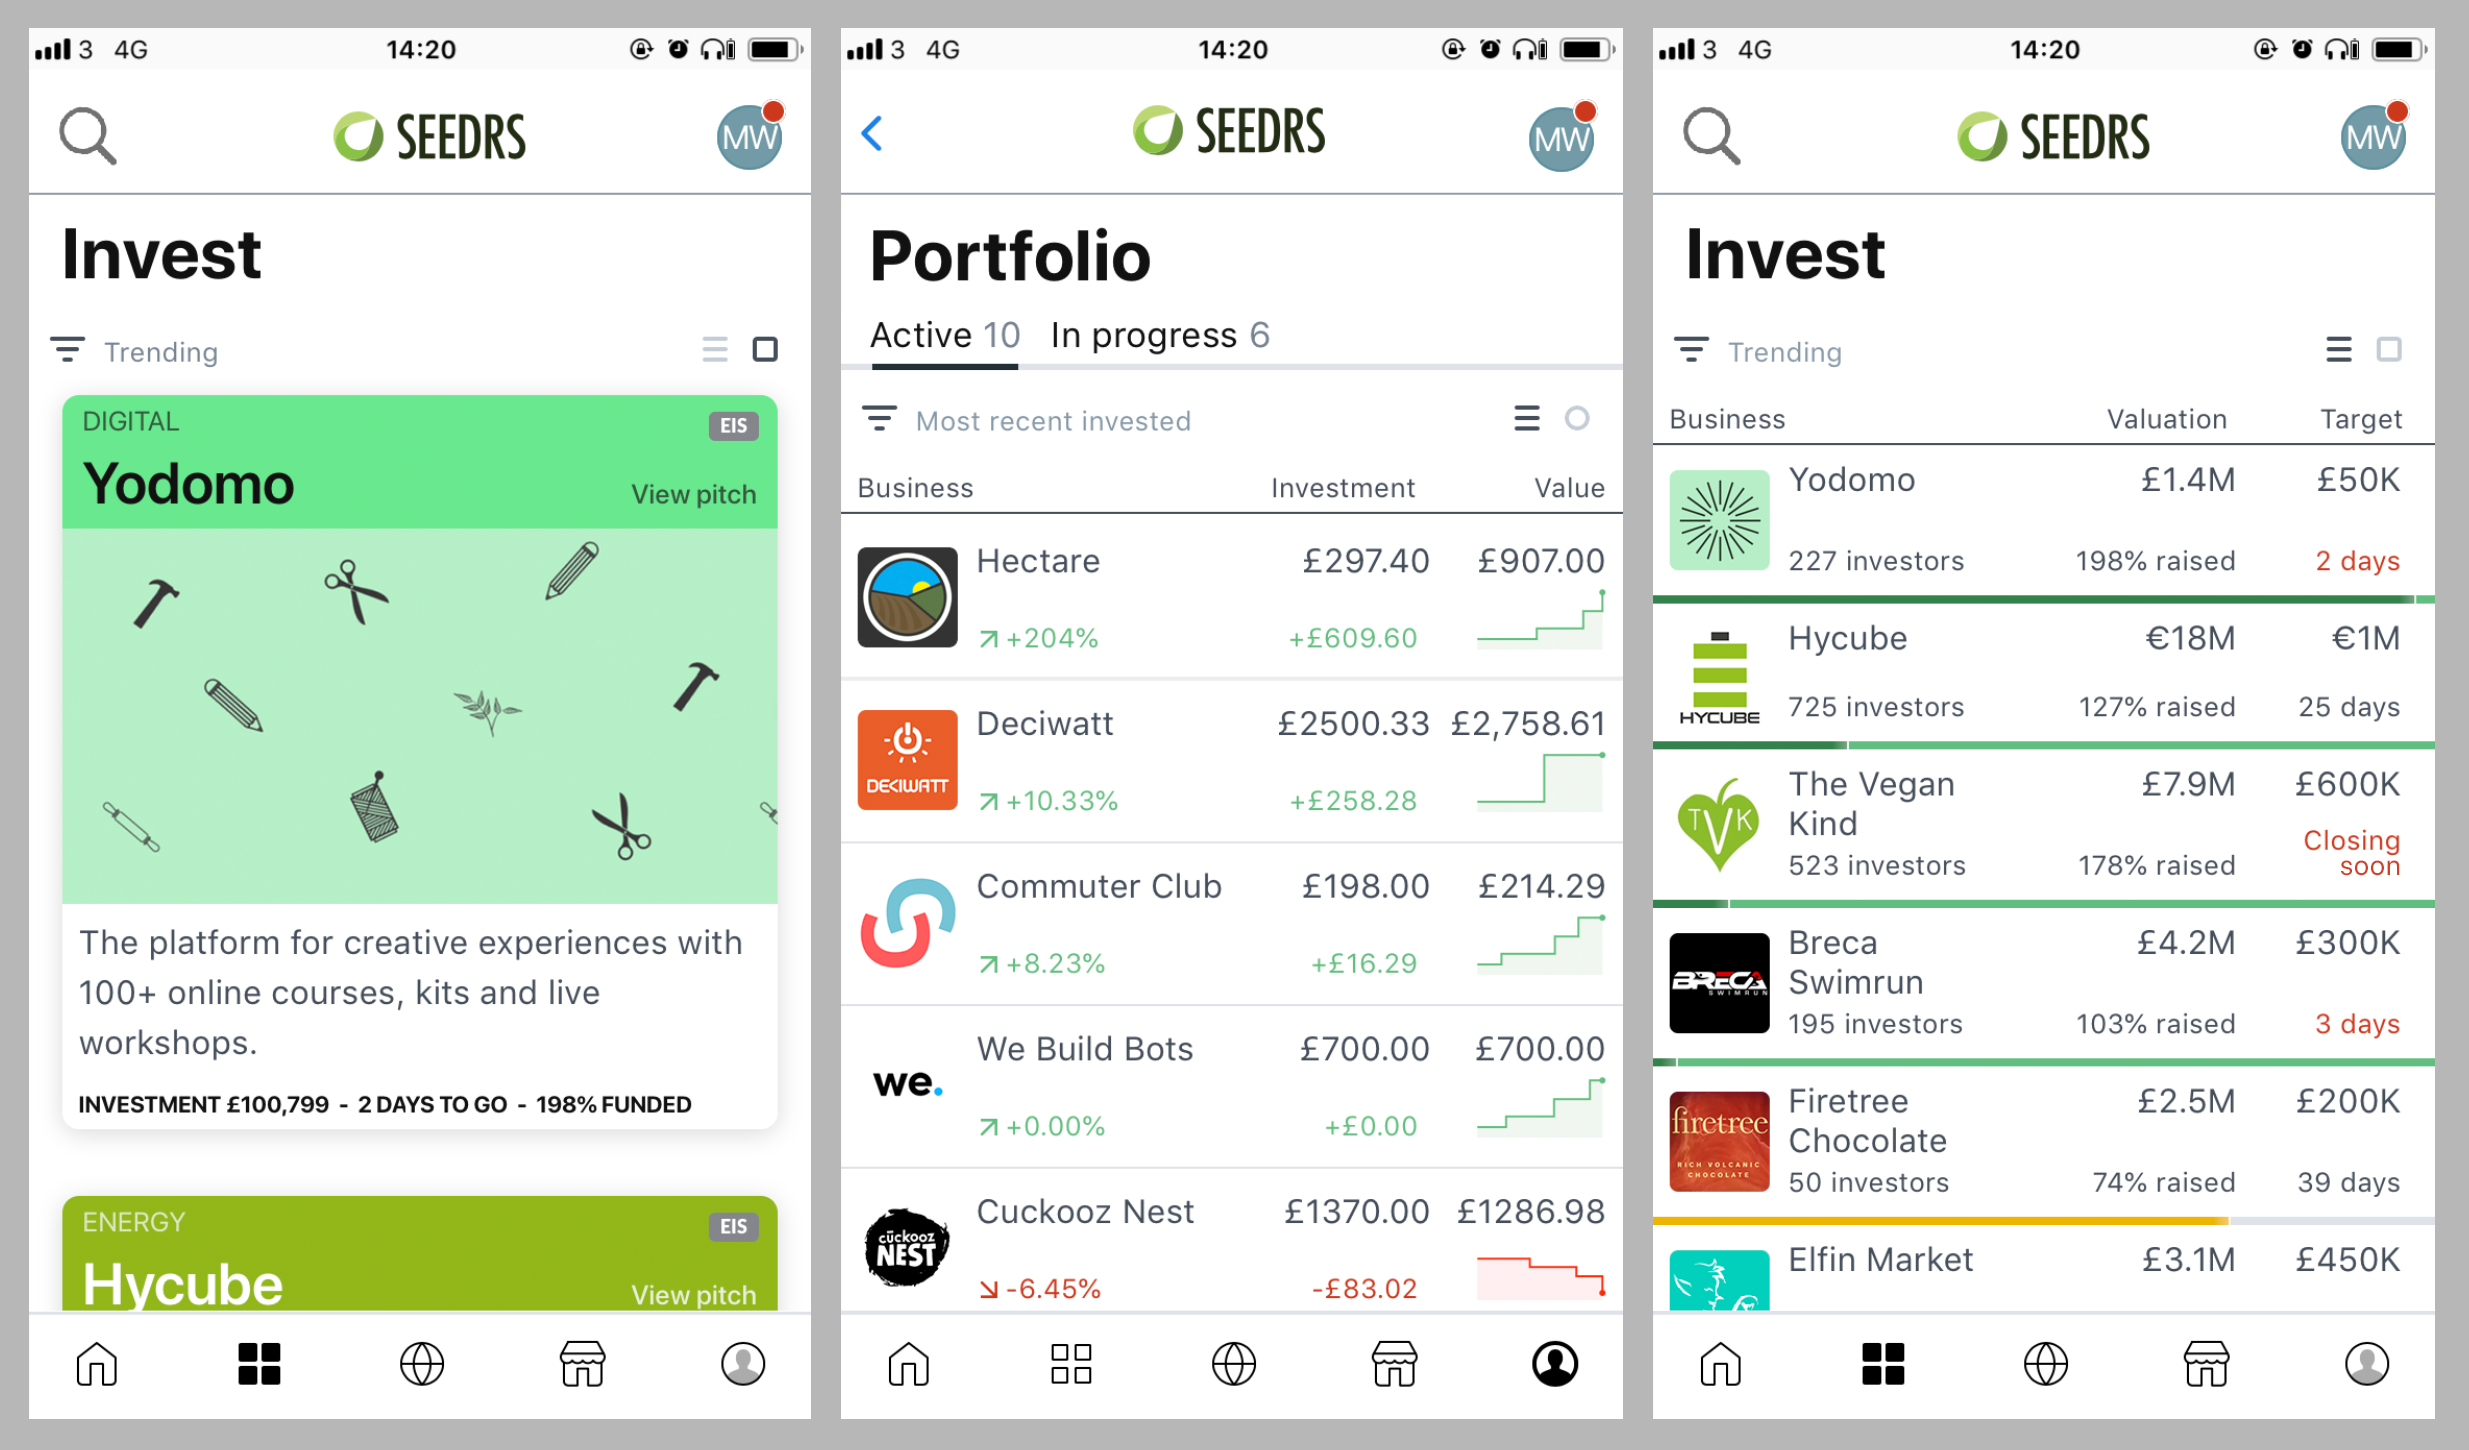 3 4G 14:20
SEEDRS
MW
Invest
Trending
DIGITAL EIS
Yodomo View pitch
The platform for creative experiences with
100+ online courses, kits and live
workshops.
INVESTMENT £100,799 - 2 DAYS TO GO - 198% FUNDED
ENERGY EIS
Hycube View pitch
3 4G 14:20
SEEDRS
MW
Portfolio
Active 10 In progress 6
Most recent invested
Business Investment Value
Hectare £297.40 £907.00
+204% +£609.60
DECIWATT
Deciwatt £2500.33 £2,758.61
+10.33% +£258.28
Commuter Club £198.00 £214.29
+8.23% +£16.29
we.
We Build Bots £700.00 £700.00
+0.00% +£0.00
cückooz
NEST
Cuckooz Nest £1370.00 £1286.98
-6.45% -£83.02
3 4G 14:20
SEEDRS
MW
Invest
Trending
Business Valuation Target
Yodomo £1.4M £50K
227 investors 198% raised 2 days
HYCUBE
Hycube €18M €1M
725 investors 127% raised 25 days
TVK
The Vegan £7.9M £600K
Kind
Closing
523 investors 178% raised soon
BRECA
SWIMRUN
Breca £4.2M £300K
Swimrun
195 investors 103% raised 3 days
firetree
RICH VOLCANIC
CHOCOLATE
Firetree £2.5M £200K
Chocolate
50 investors 74% raised 39 days
Elfin Market £3.1M £450K